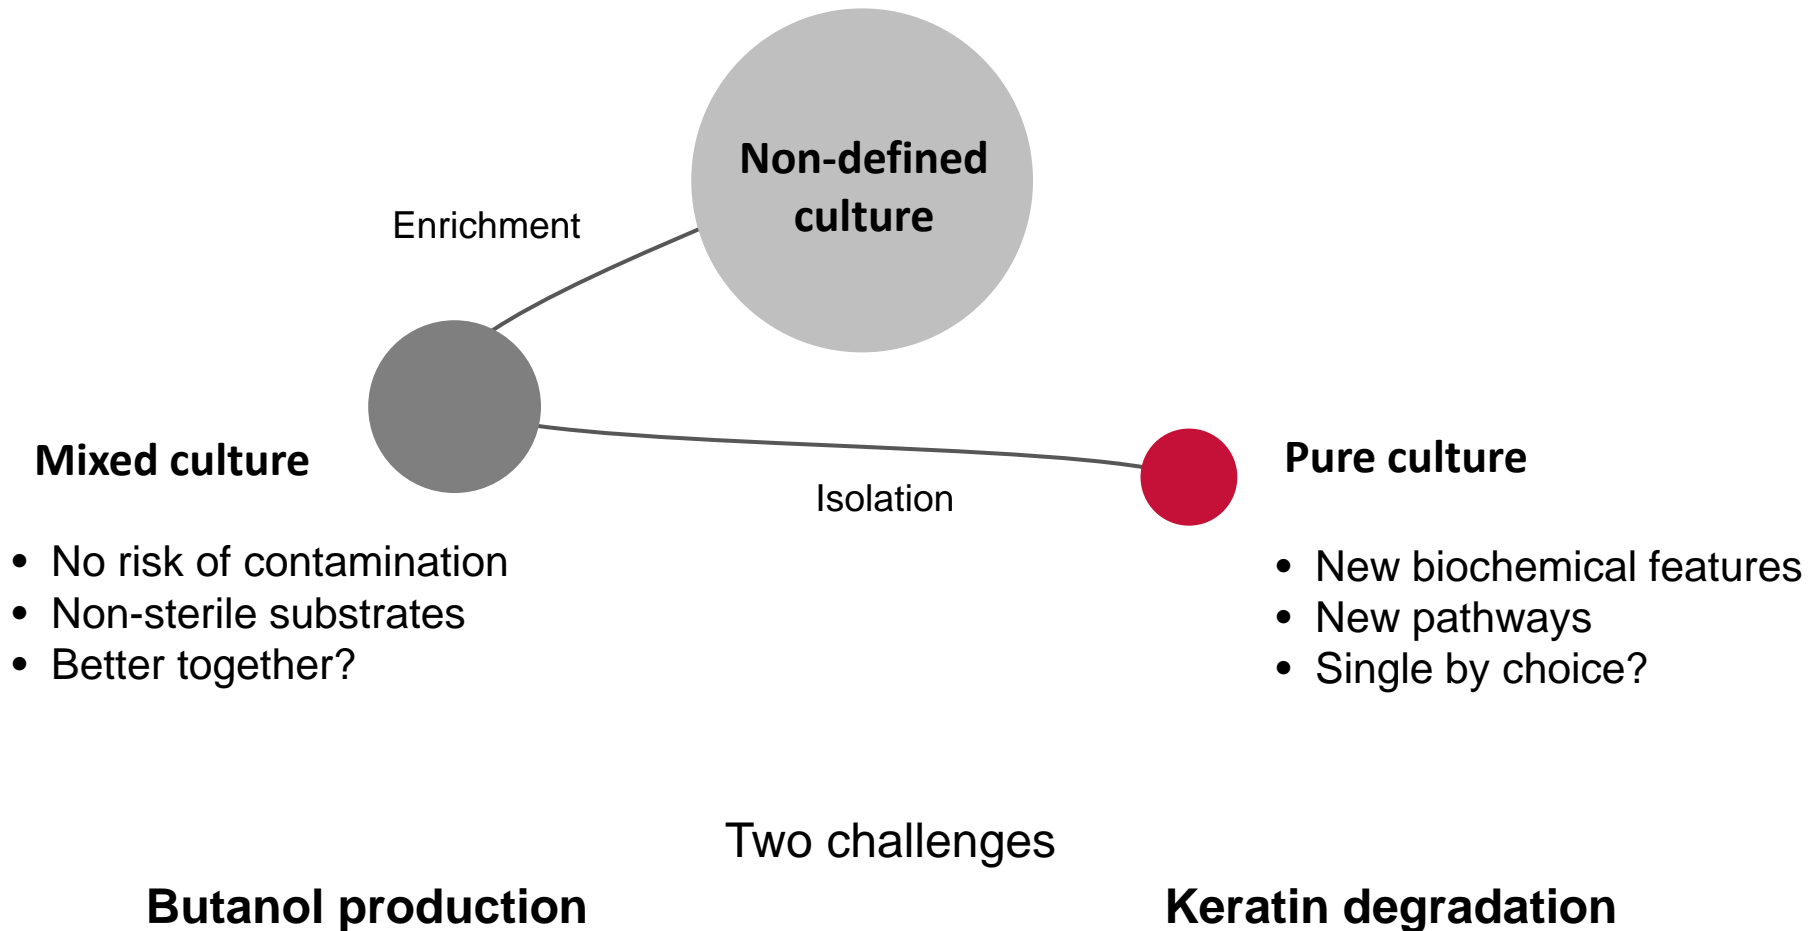 Non-defined
culture
Enrichment
Mixed culture
Isolation
Pure culture
• No risk of contamination
• Non-sterile substrates
• Better together?
• New biochemical features
• New pathways
• Single by choice?
Two challenges
Butanol production
Keratin degradation